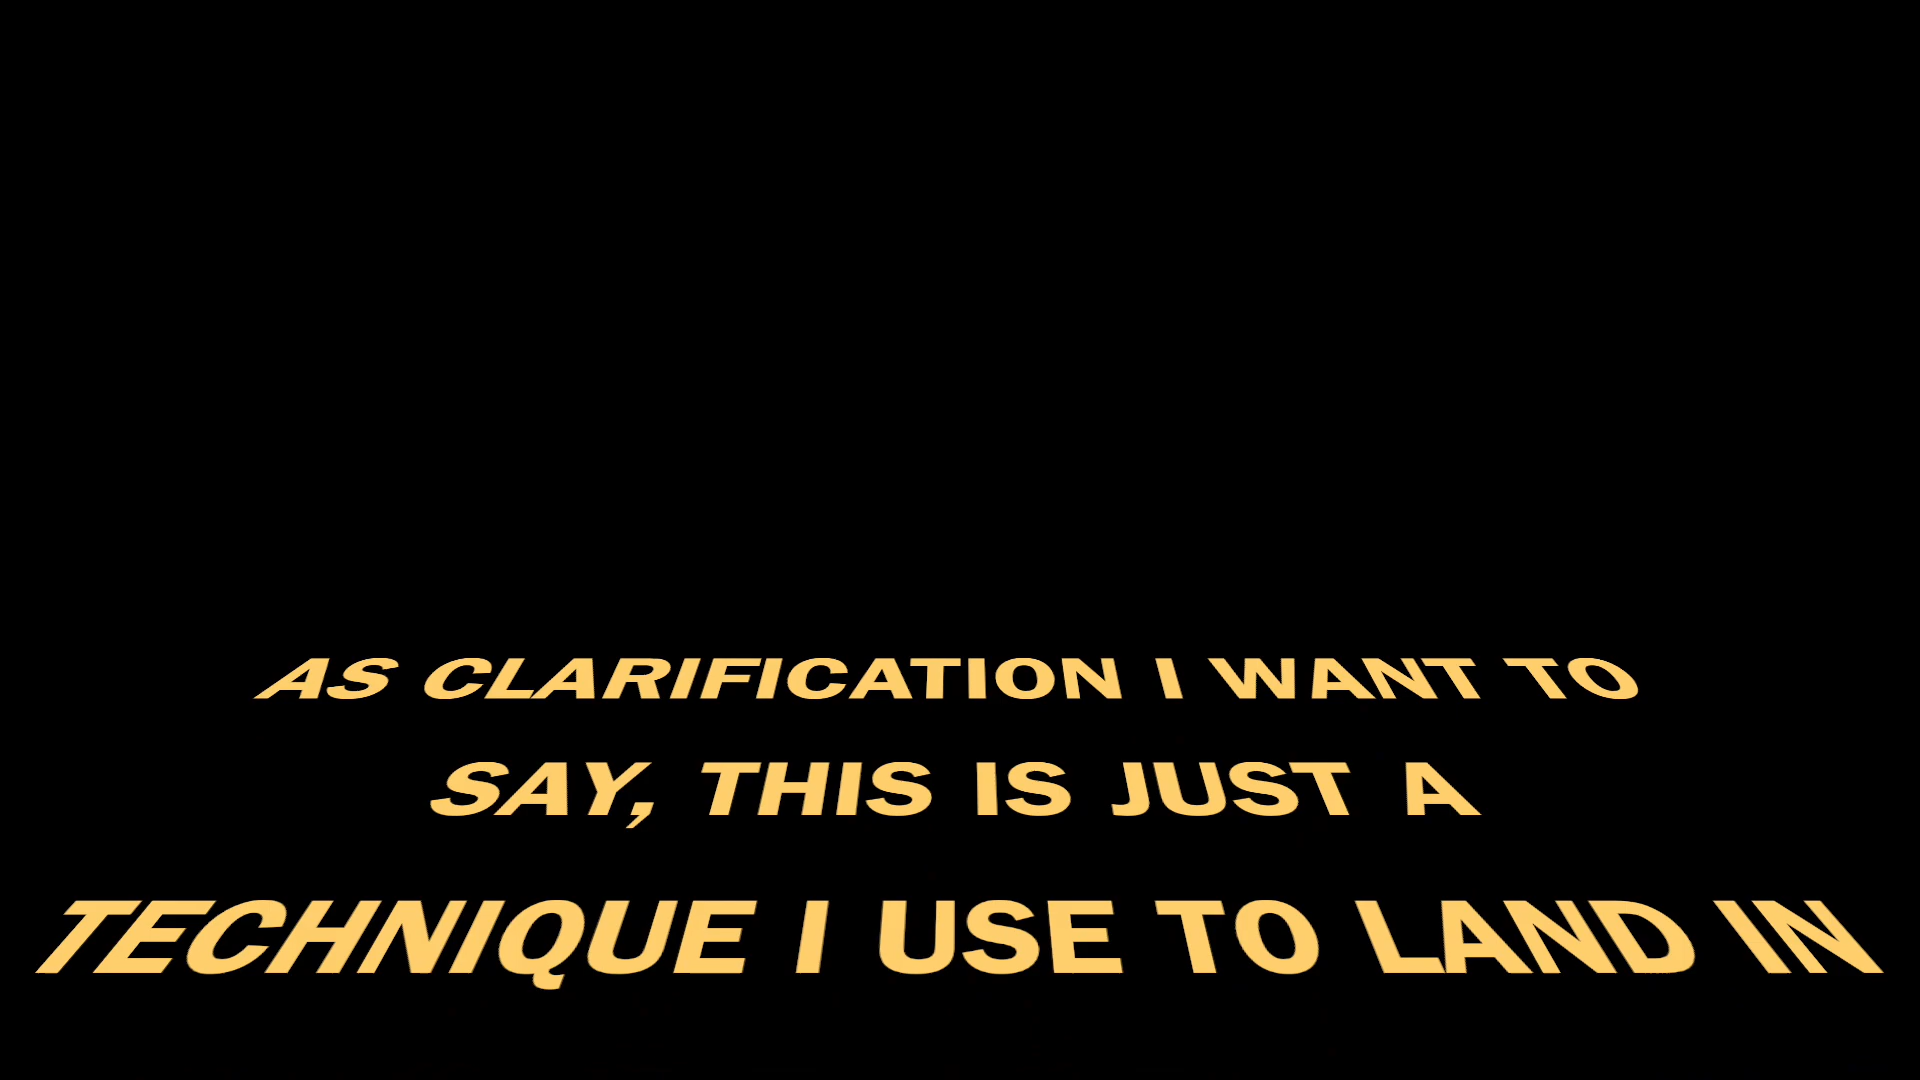 AS CLARIFICATION I WANT TO
SAY, THIS IS JUST A
TECHNIQUE I USE TO LAND IN